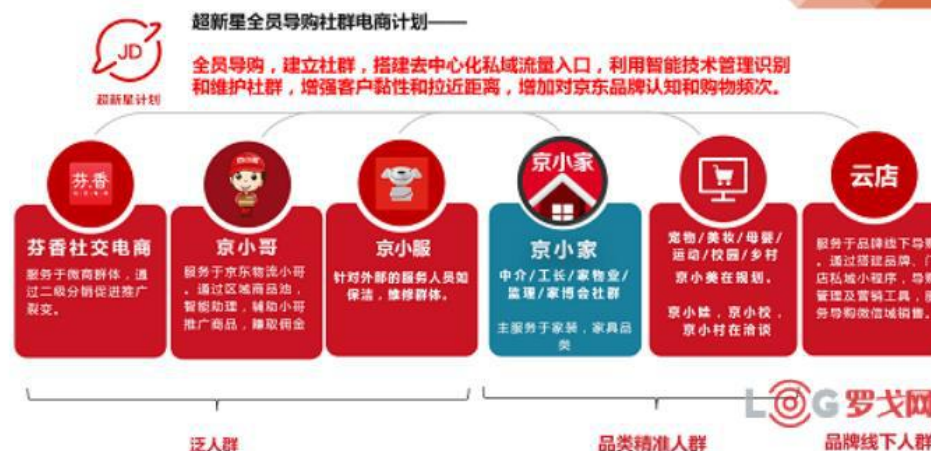 超新星全员导购社群电商计划——
JD
超新星计划
全员导购，建立社群，搭建去中心化私域流量入口，利用智能技术管理识别
和维护社群，增强客户黏性和拉近距离，增加对京东品牌认知和购物频次。
芬香
京小家
云店
芬香社交电商
服务于微商群体，通
过二级分销促进推广
裂变。
京小哥
服务于京东物流小哥
。通过区域商品池，
智能助理，辅助小哥
推广商品，赚取佣金
京小服
针对外部的服务人员如
保洁，维修群体。
京小家
中介/工长/家物业/
监理/家博会社群
主服务于家装，家具品
类
宠物/美妆/母婴/
运动/校园/乡村
京小美在规划。
京小娃，京小校，
京小村在洽谈
服务于品牌线下导购
。通过搭建品牌、门
店私域小程序，导购
管理及营销工具，服
务导购微信域销售。
泛人群
品类精准人群
品牌线下人群
LOG罗戈网